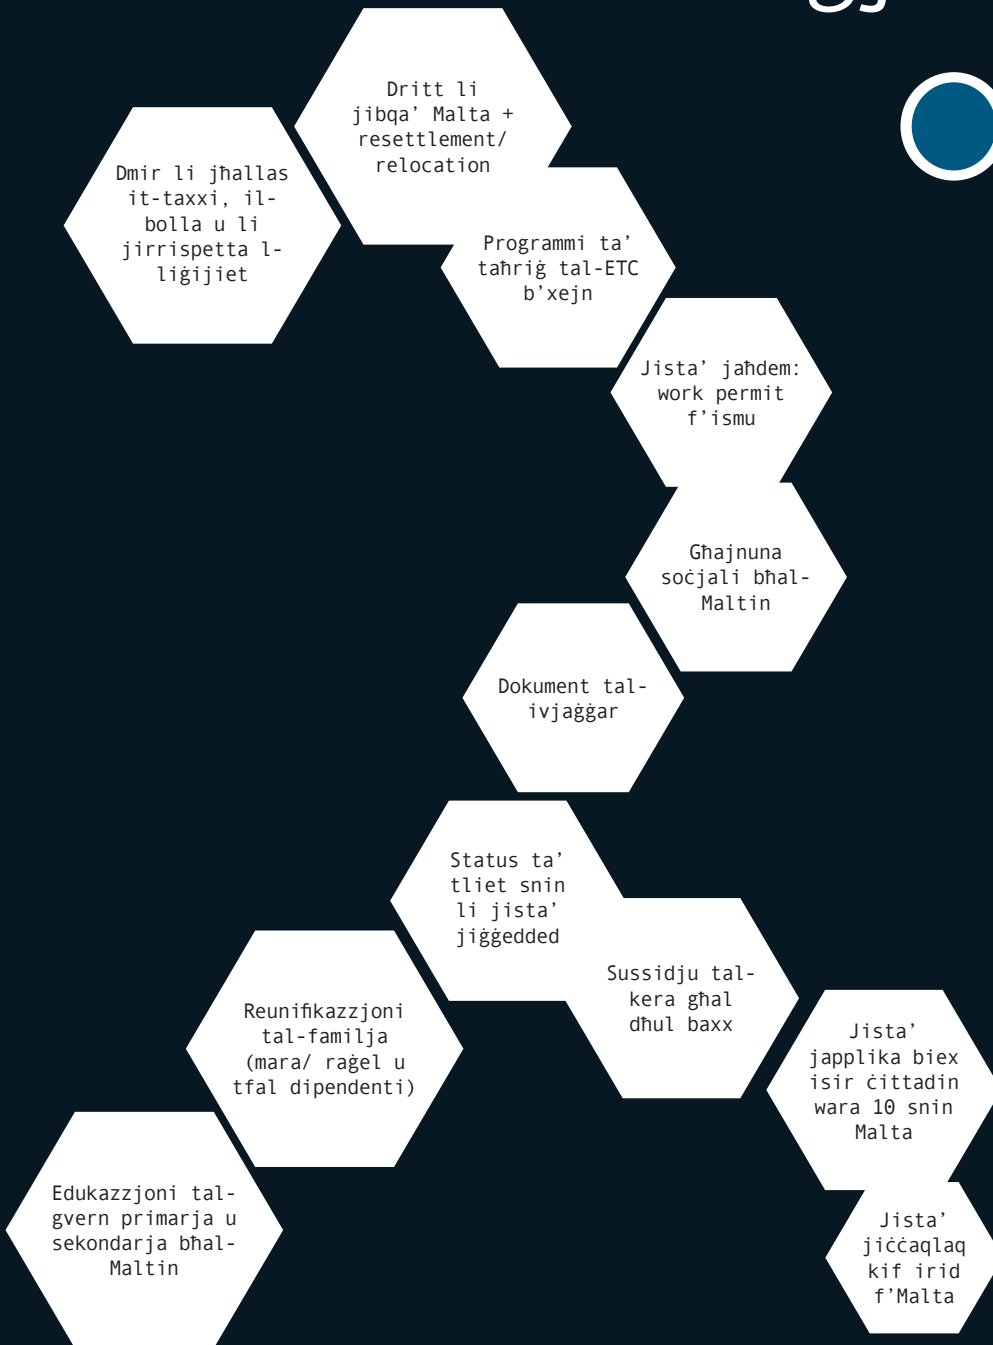 Dritt li
jibqa’ Malta +
resettlement/
relocation
Dmir li jħallas
it-taxxi, il-
bolla u li
jirrispetta l-
liġijiet
Programmi ta’
taħriġ tal-ETC
b’xejn
Jista’ jaħdem:
work permit
f’ismu
Għajnuna
soċjali bħal-
Maltin
Dokument tal-
ivjaġġar
Status ta’
tliet snin
li jista’
jiġġedded
Sussidju tal-
kera għal
dħul baxx
Reunifikazzjoni
tal-familja
(mara/ raġel u
tfal dipendenti)
Jista’
japplika biex
isir ċittadin
wara 10 snin
Malta
Edukazzjoni tal-
gvern primarja u
sekondarja bħal-
Maltin
Jista’
jiċċaqlaq
kif irid
f’Malta